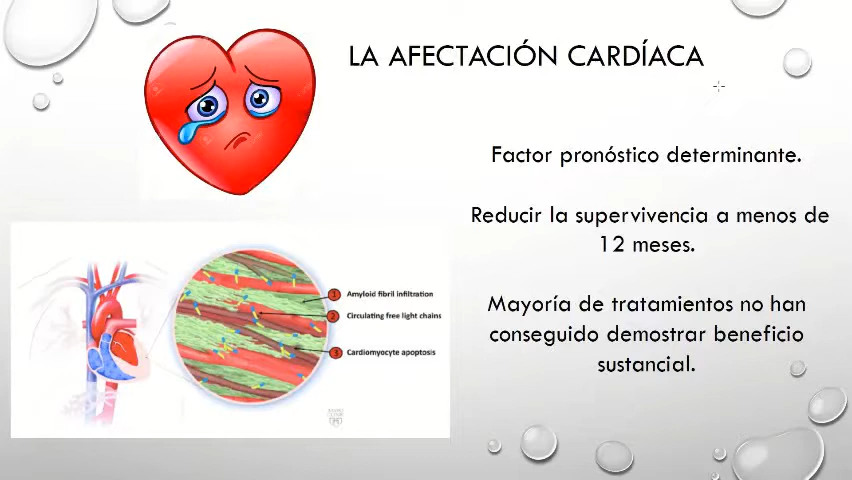 LA AFECTACIÓN CARDÍACA
Factor pronóstico determinante.
Reducir la supervivencia a menos de
12 meses.
Mayoría de tratamientos no han
conseguido demostrar beneficio
sustancial.
1 Amyloid fibril infiltration
2 Circulating free light chains
3 Cardiomyocyte apoptosis